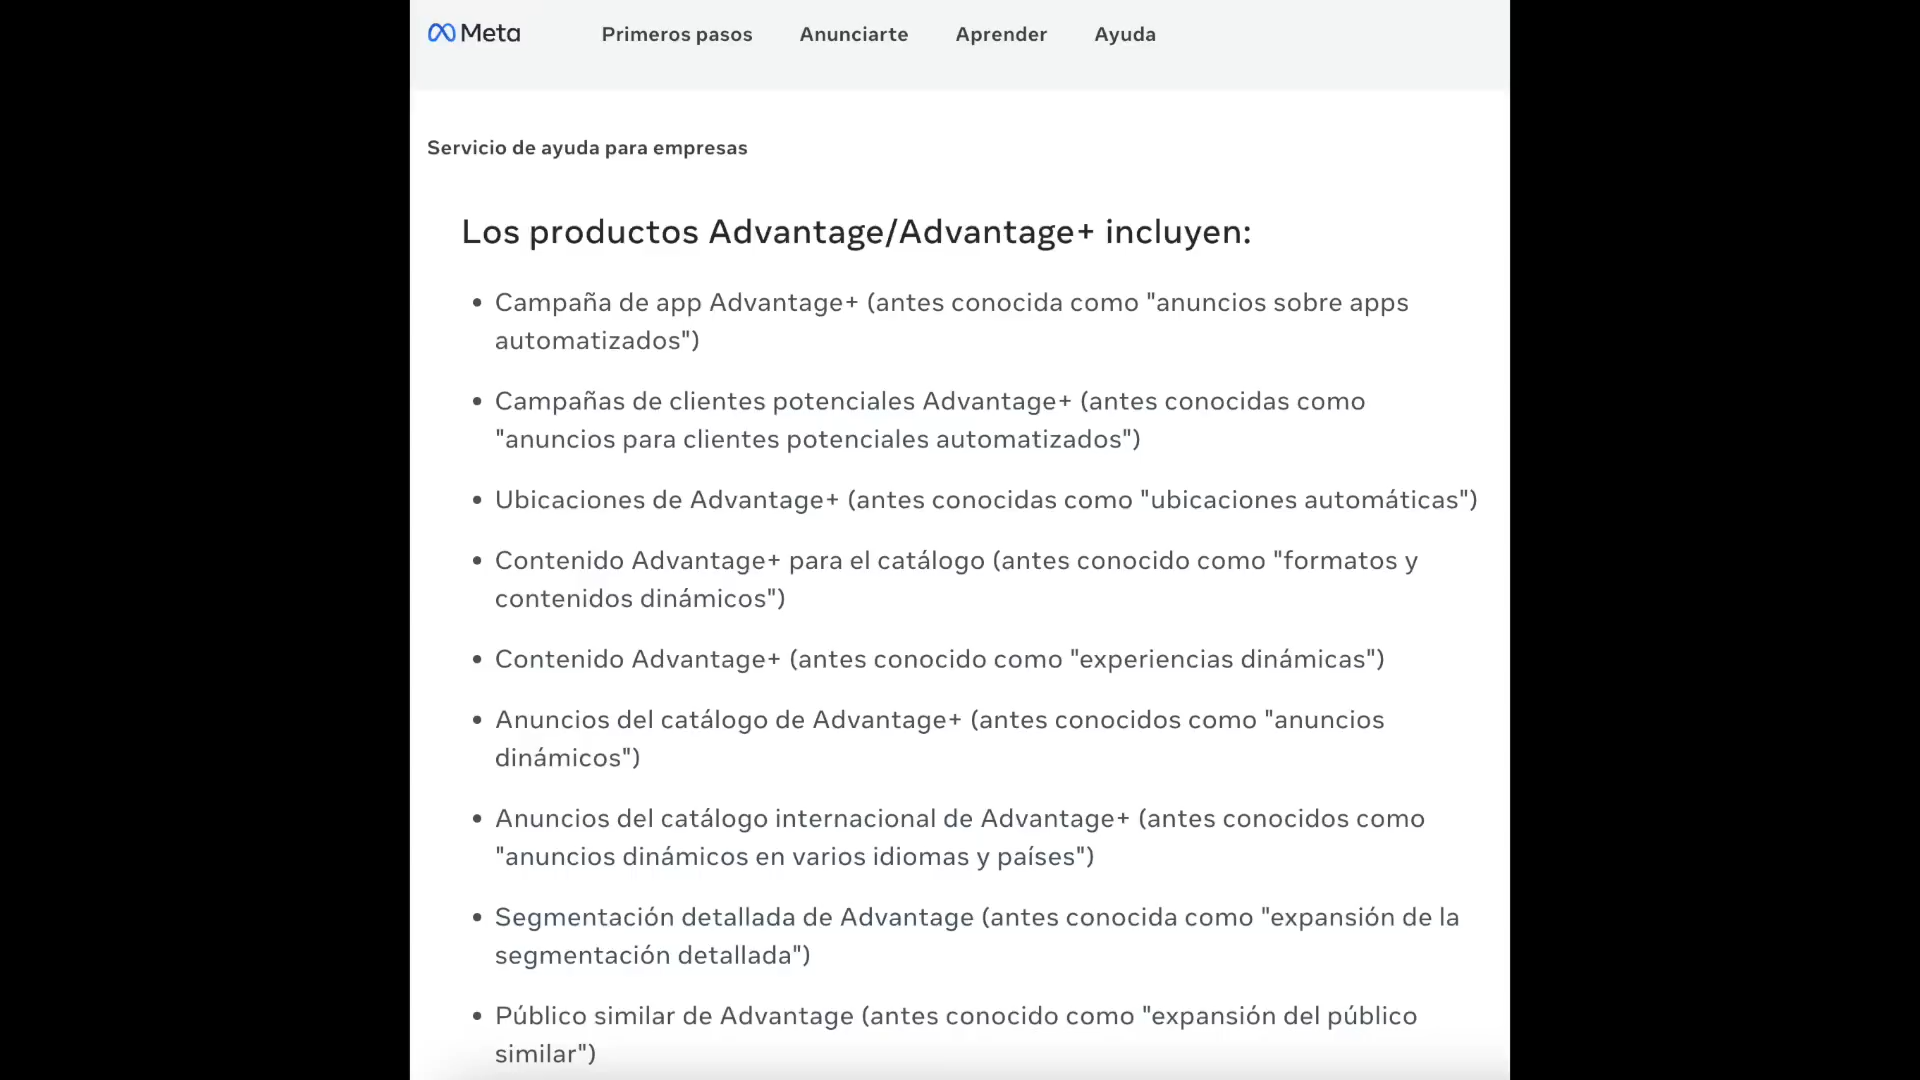 Meta
Primeros pasos
Anunciarte
Aprender
Ayuda
Servicio de ayuda para empresas
Los productos Advantage/Advantage+ incluyen:
• Campaña de app Advantage+ (antes conocida como "anuncios sobre apps
automatizados")
• Campañas de clientes potenciales Advantage+ (antes conocidas como
"anuncios para clientes potenciales automatizados")
• Ubicaciones de Advantage+ (antes conocidas como "ubicaciones automáticas")
• Contenido Advantage+ para el catálogo (antes conocido como "formatos y
contenidos dinámicos")
• Contenido Advantage+ (antes conocido como "experiencias dinámicas")
• Anuncios del catálogo de Advantage+ (antes conocidos como "anuncios
dinámicos")
• Anuncios del catálogo internacional de Advantage+ (antes conocidos como
"anuncios dinámicos en varios idiomas y países")
• Segmentación detallada de Advantage (antes conocida como "expansión de la
segmentación detallada")
• Público similar de Advantage (antes conocido como "expansión del público
similar")